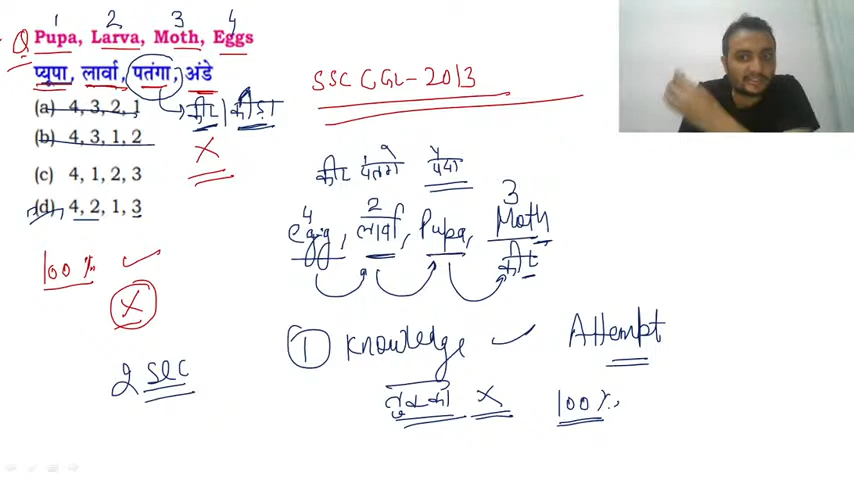 1 2 3 4
Q Pupa, Larva, Moth, Eggs
प्यूपा, लार्वा, पतंगा, अंडे
(a) 4, 3, 2, 1
कीट | कीड़ा
(b) 4, 3, 1, 2
X
(c) 4, 1, 2, 3
(d) 4, 2, 1, 3
SSC CGL - 2013
कीट पतंगे
4 2 3
egg, लार्वा, Pupa, Moth
कीट
100 % ✓
X
2 sec
1 Knowledge ✓ Attempt
तुक्का X 100 %